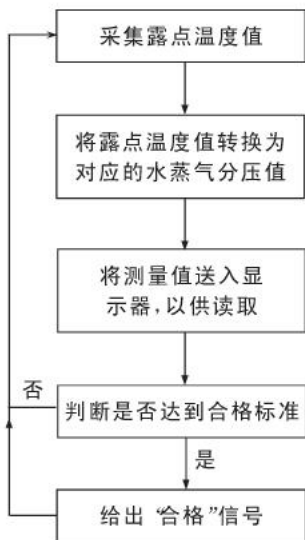 采集露点温度值
将露点温度值转换为
对应的水蒸气分压值
将测量值送入显
示器,以供读取
否
判断是否达到合格标准
是
给出“合格”信号